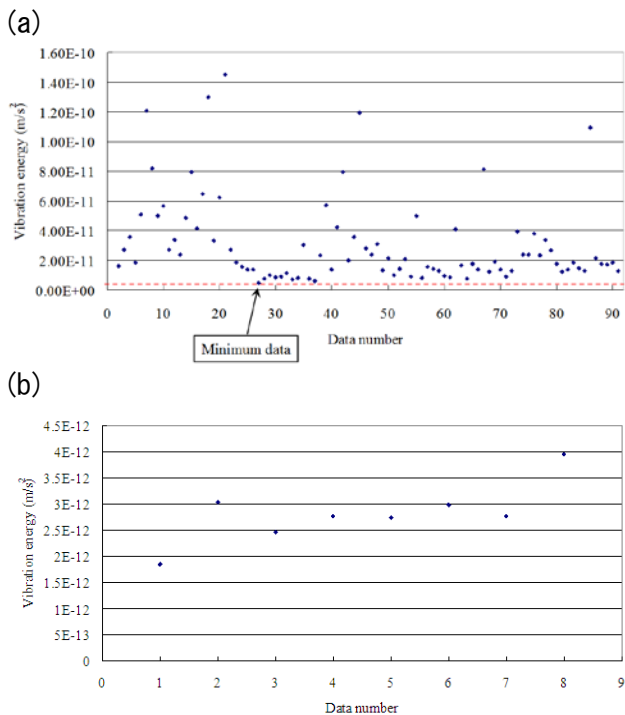 (a)
1.60E-10
1.40E-10
1.20E-10
1.00E-10
8.00E-11
6.00E-11
4.00E-11
2.00E-11
0.00E+00
Vibration energy (m/s²)
0 10 20 30 40 50 60 70 80 90
Data number
Minimum data
(b)
4.5E-12
4E-12
3.5E-12
3E-12
2.5E-12
2E-12
1.5E-12
1E-12
5E-13
0
Vibration energy (m/s²)
0 1 2 3 4 5 6 7 8 9
Data number